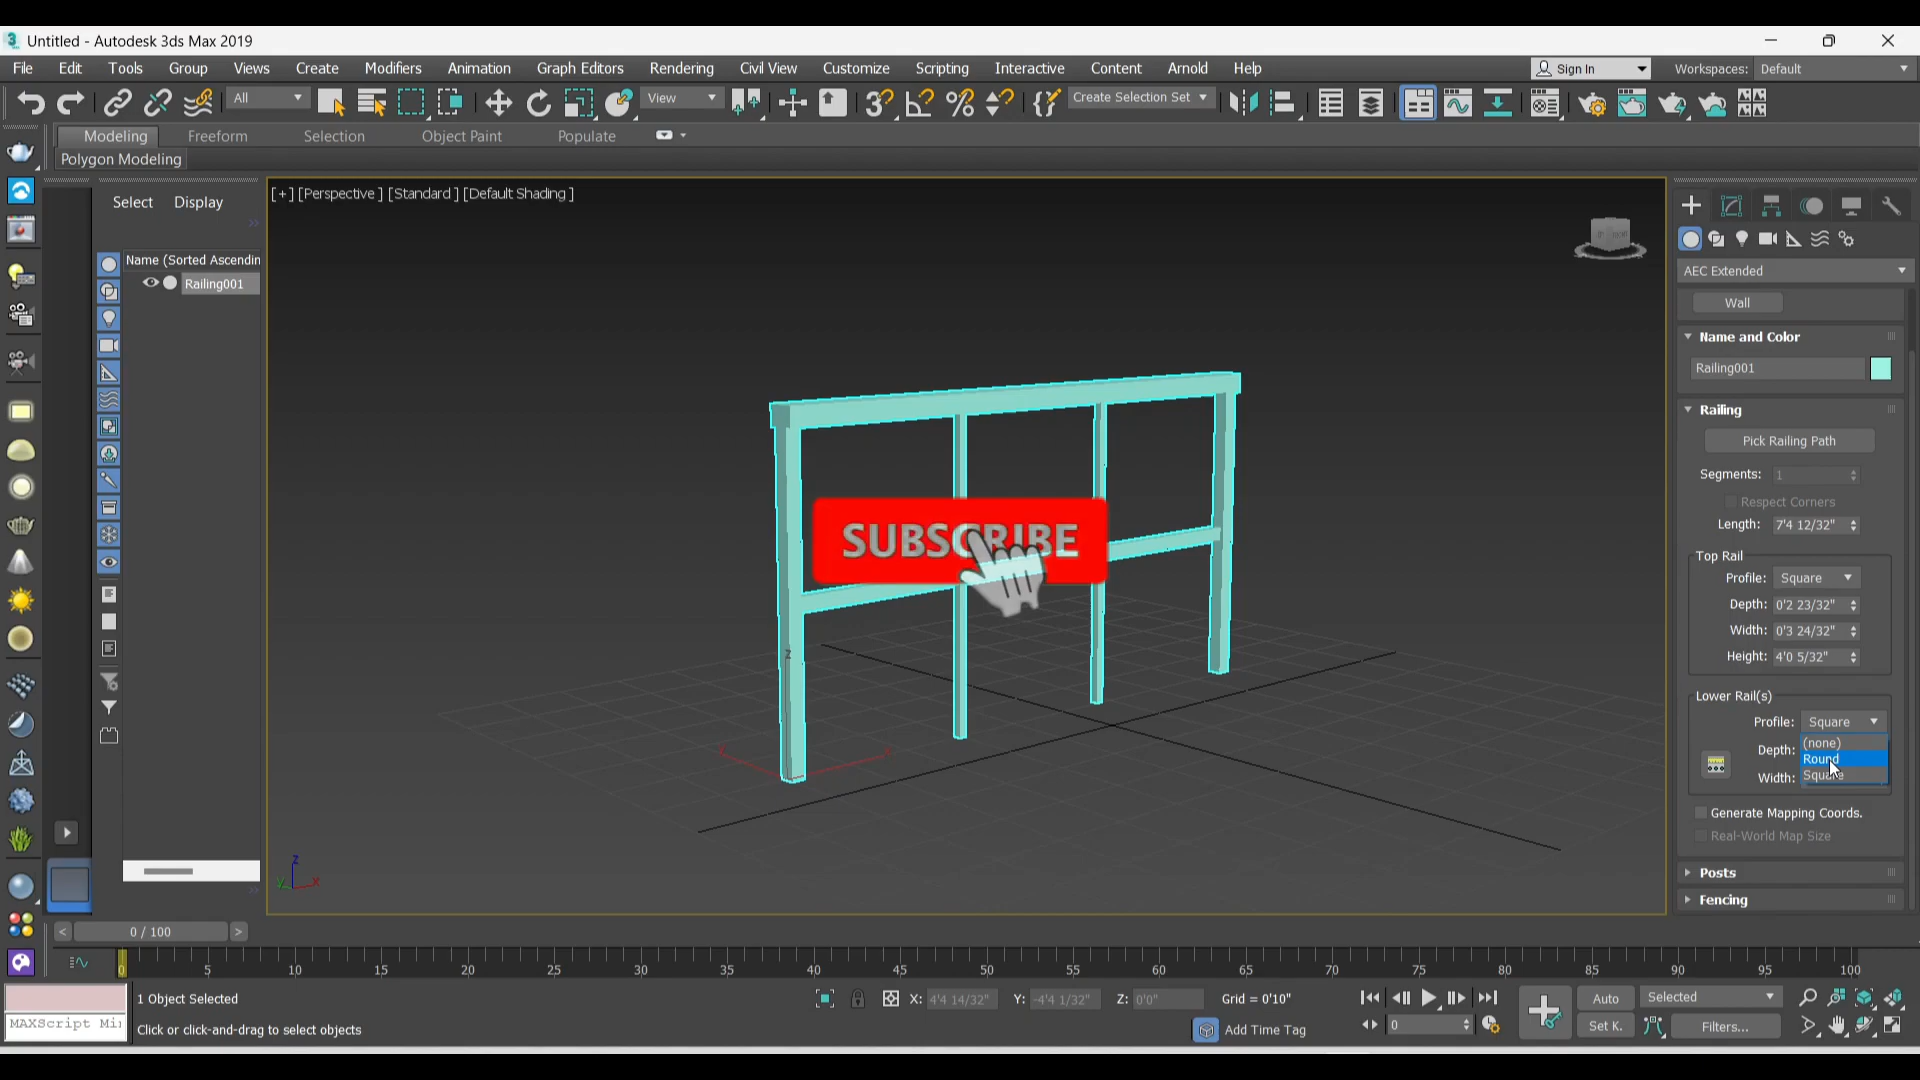 Untitled - Autodesk 3ds Max 2019
File Edit Tools Group Views Create Modifiers Animation Graph Editors Rendering Civil View Customize Scripting Interactive Content Arnold Help Sign In Workspaces: Default
All View Create Selection Set
Modeling Freeform Selection Object Paint Populate
Polygon Modeling
Select Display
[+] [Perspective ] [Standard ] [Default Shading ]
Name (Sorted Ascendin
Railing001
AEC Extended
Wall
Name and Color
Railing001
Railing
Pick Railing Path
Segments: 1
Respect Corners
Length: 7'4 12/32"
Top Rail
Profile: Square
Depth: 0'2 23/32"
Width: 0'3 24/32"
Height: 4'0 5/32"
Lower Rail(s)
Profile: Square
(none)
Depth:
Round
Square
Width:
Generate Mapping Coords.
Real-World Map Size
Posts
Fencing
SUBSCRIBE
z
z
x
y
< 0 / 100 >
0 5 10 15 20 25 30 35 40 45 50 55 60 65 70 75 80 85 90 95 100
1 Object Selected X: 4'4 14/32" Y: -4'4 1/32" Z: 0'0" Grid = 0'10" Auto Selected
MAXScript Mi
Click or click-and-drag to select objects Add Time Tag 0 Set K. Filters...